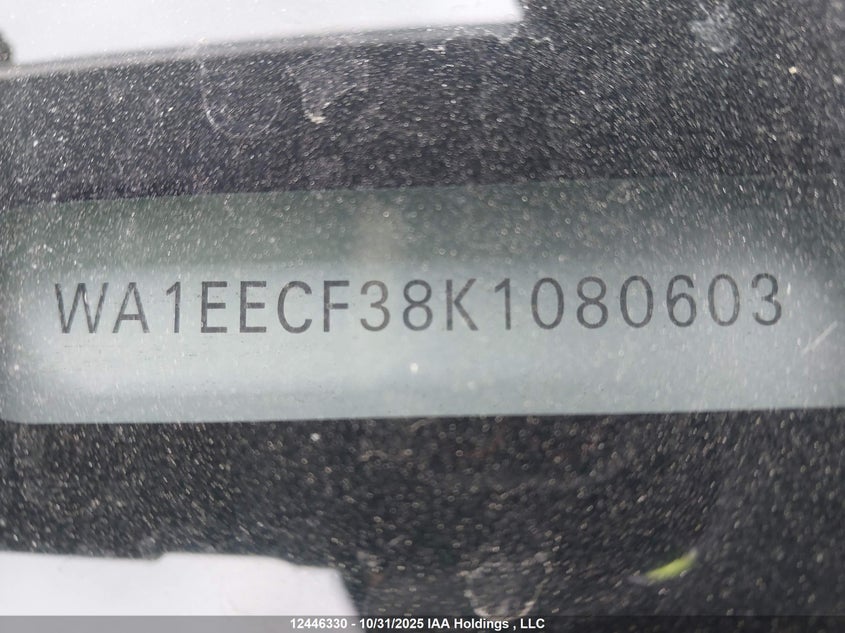 WA1EECF38K1080603
12446330 - 10/31/2025 IAA Holdings , LLC